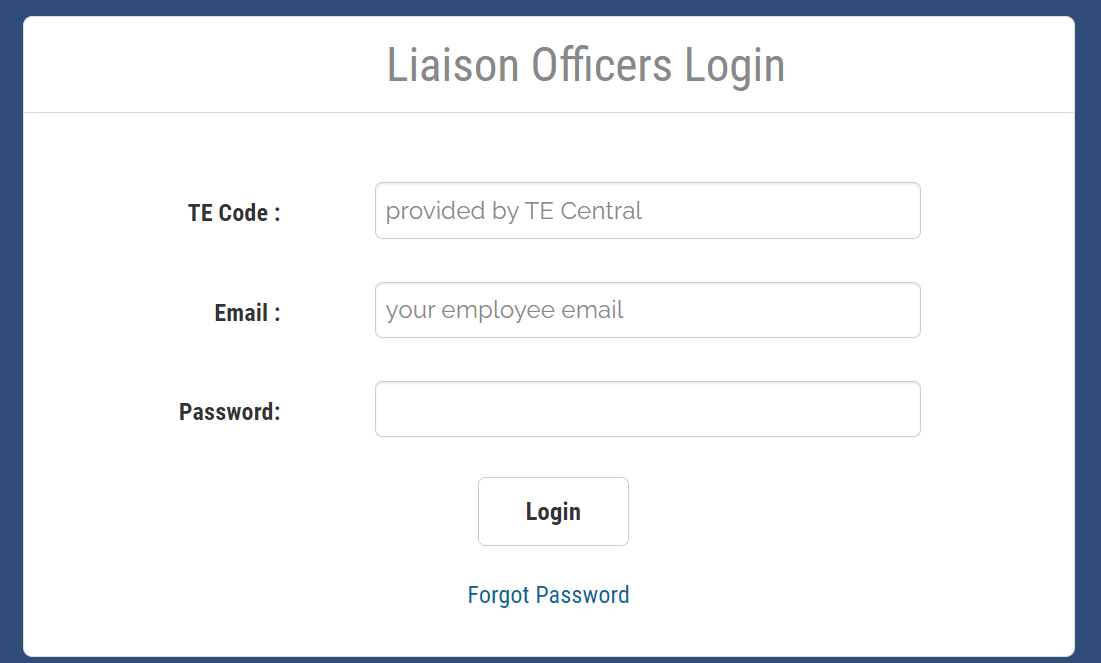 Liaison Officers Login
TE Code :
provided by TE Central
Email :
your employee email
Password:
Login
Forgot Password